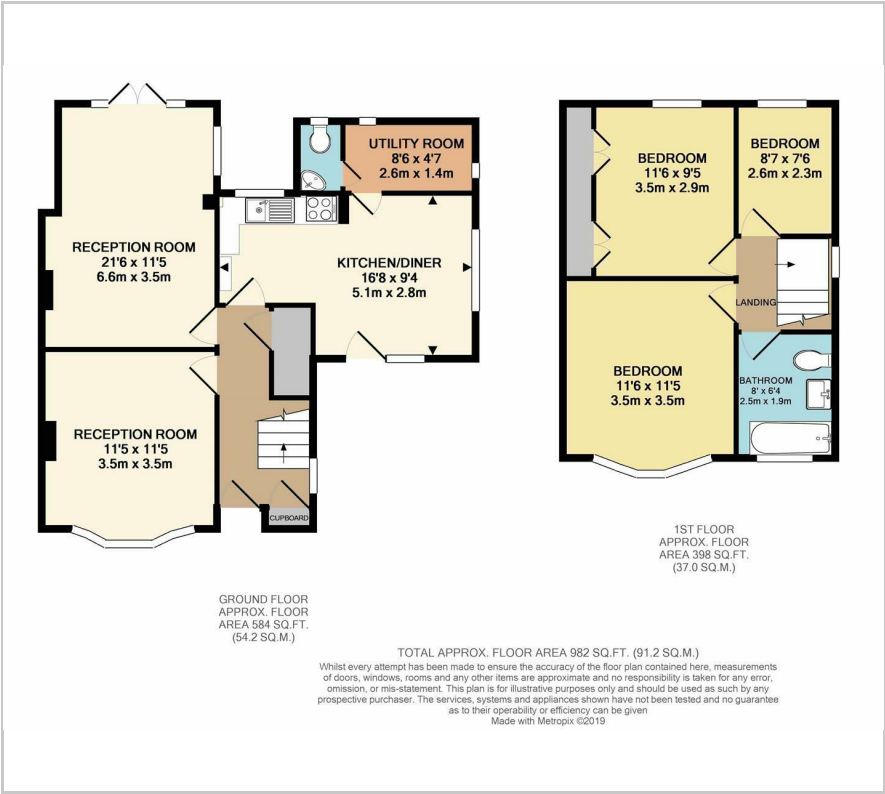 RECEPTION ROOM
21'6 x 11'5
6.6m x 3.5m
UTILITY ROOM
8'6 x 4'7
2.6m x 1.4m
KITCHEN/DINER
16'8 x 9'4
5.1m x 2.8m
RECEPTION ROOM
11'5 x 11'5
3.5m x 3.5m
CUPBOARD
GROUND FLOOR
APPROX. FLOOR
AREA 584 SQ.FT.
(54.2 SQ.M.)
BEDROOM
11'6 x 9'5
3.5m x 2.9m
BEDROOM
8'7 x 7'6
2.6m x 2.3m
LANDING
BEDROOM
11'6 x 11'5
3.5m x 3.5m
BATHROOM
8' x 6'4
2.5m x 1.9m
1ST FLOOR
APPROX. FLOOR
AREA 398 SQ.FT.
(37.0 SQ.M.)
TOTAL APPROX. FLOOR AREA 982 SQ.FT. (91.2 SQ.M.)
Whilst every attempt has been made to ensure the accuracy of the floor plan contained here, measurements
of doors, windows, rooms and any other items are approximate and no responsibility is taken for any error,
omission, or mis-statement. This plan is for illustrative purposes only and should be used as such by any
prospective purchaser. The services, systems and appliances shown have not been tested and no guarantee
as to their operability or efficiency can be given
Made with Metropix ©2019